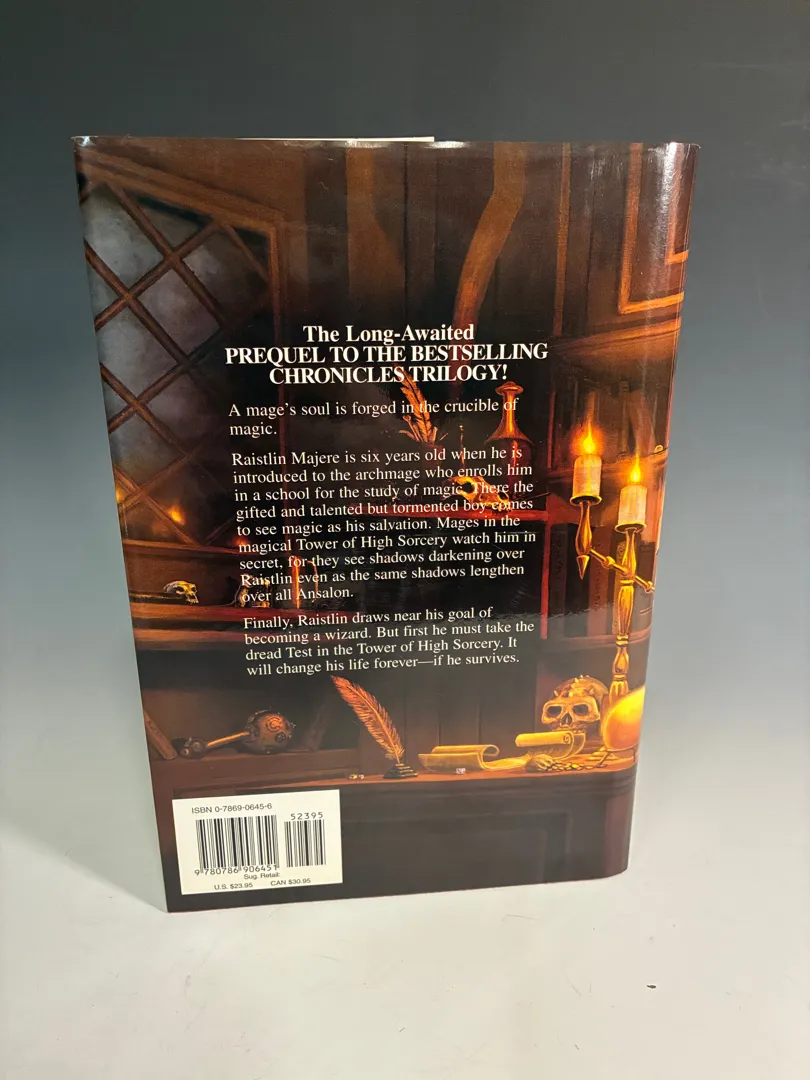 The Long-Awaited
PREQUEL TO THE BESTSELLING
CHRONICLES TRILOGY!
A mage's soul is forged in the crucible of
magic.
Raistlin Majere is six years old when he is
introduced to the archmage who enrolls him
in a school for the study of magic. There the
gifted and talented but tormented boy comes
to see magic as his salvation. Mages in the
magical Tower of High Sorcery watch him in
secret, for they see shadows darkening over
Raistlin even as the same shadows lengthen
over all Ansalon.
Finally, Raistlin draws near his goal of
becoming a wizard. But first he must take the
dread Test in the Tower of High Sorcery. It
will change his life forever—if he survives.
ISBN 0-7869-0645-6
52395
9 780786 906451
Sug. Retail:
U.S. $23.95 CAN $30.95